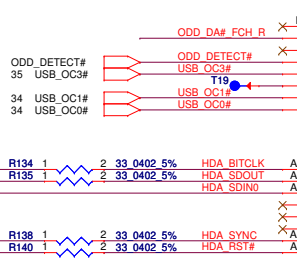 ODD_DA#_FCH_R
ODD_DETECT# ODD_DETECT#
35 USB_OC3# USB_OC3#
T19
34 USB_OC1# USB_OC1#
34 USB_OC0# USB_OC0#
R134 1 2 33_0402_5% HDA_BITCLK A
R135 1 2 33_0402_5% HDA_SDOUT A
HDA_SDIN0 A
R138 1 2 33_0402_5% HDA_SYNC A
R140 1 2 33_0402_5% HDA_RST# A